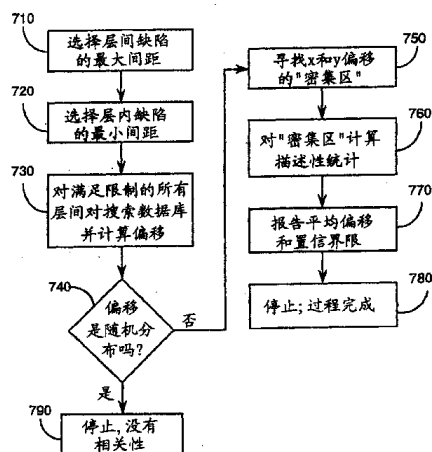 710
选择层间缺陷
的最大间距
720
选择层内缺陷
的最小间距
730
对满足限制的所有
层间对搜索数据库
并计算偏移
740
偏移
是随机分
布吗?
否
是
790
停止,没有
相关性
750
寻找x和y偏移
的"密集区"
760
对"密集区"计算
描述性统计
770
报告平均偏移
和置信界限
780
停止;过程完成